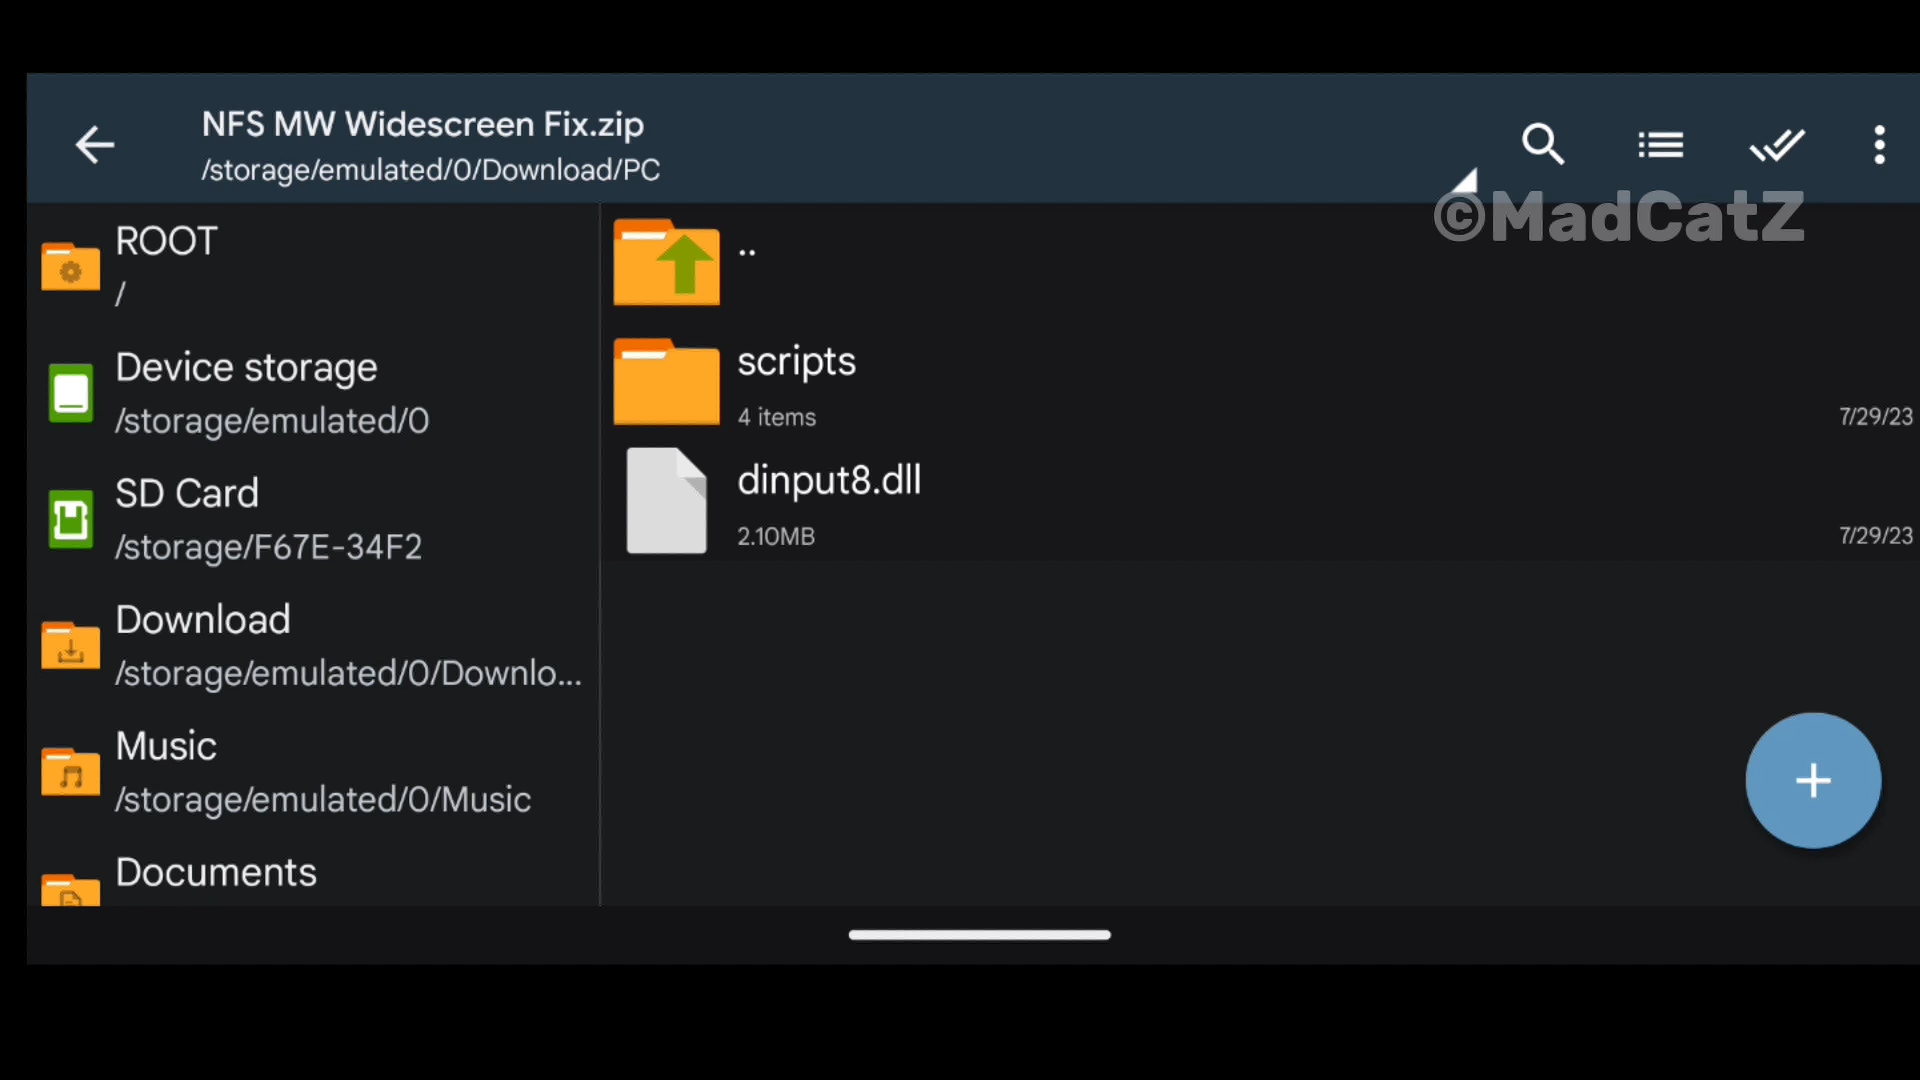 NFS MW Widescreen Fix.zip
/storage/emulated/0/Download/PC
©MadCatZ
ROOT
/
Device storage
/storage/emulated/0
SD Card
/storage/F67E-34F2
Download
/storage/emulated/0/Downlo...
Music
/storage/emulated/0/Music
Documents
..
scripts
4 items
7/29/23
dinput8.dll
2.10MB
7/29/23